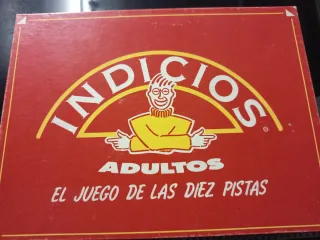 INDICIOS®
ADULTOS
EL JUEGO DE LAS DIEZ PISTAS